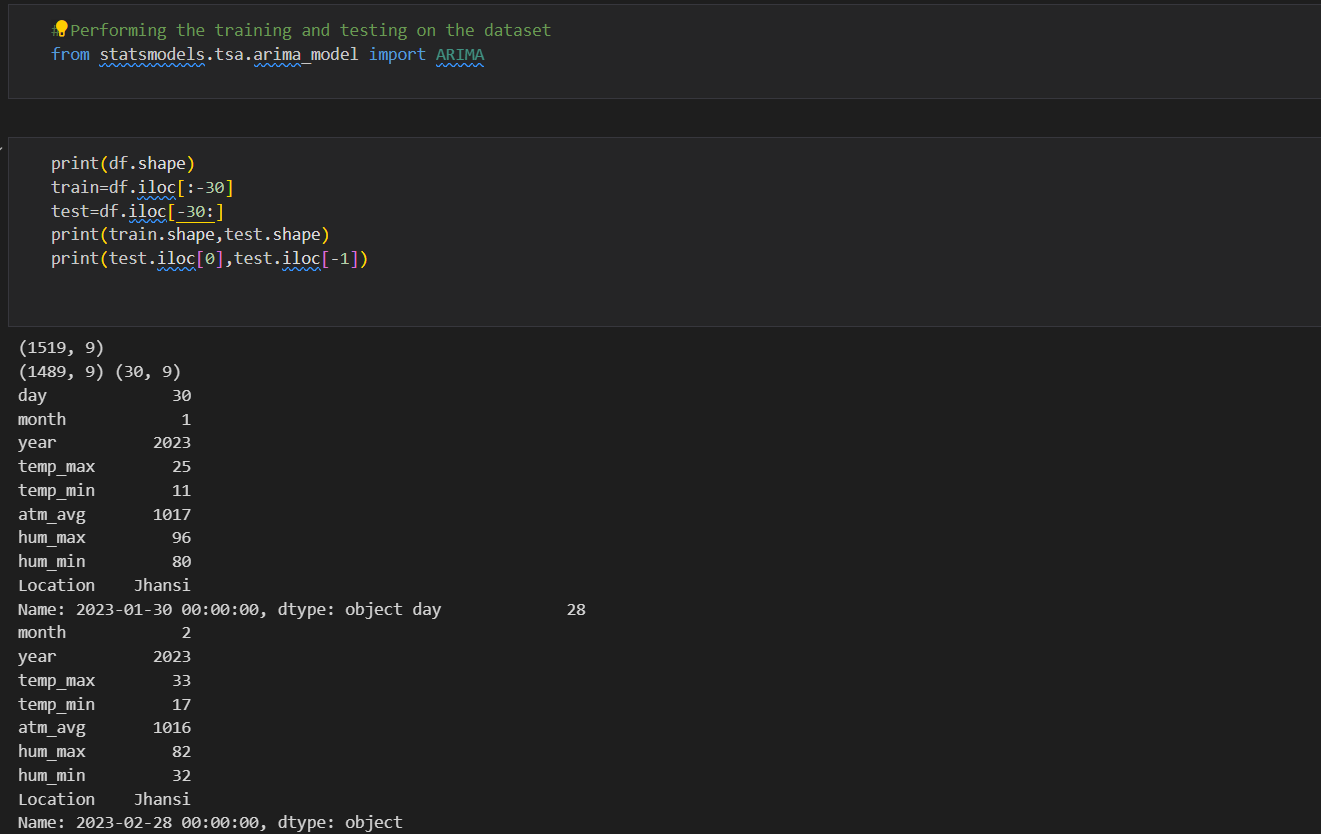 #Performing the training and testing on the dataset
from statsmodels.tsa.arima_model import ARIMA
print(df.shape)
train=df.iloc[:-30]
test=df.iloc[-30:]
print(train.shape,test.shape)
print(test.iloc[0],test.iloc[-1])
(1519, 9)
(1489, 9) (30, 9)
day             30
month            1
year          2023
temp_max        25
temp_min        11
atm_avg       1017
hum_max         96
hum_min         80
Location    Jhansi
Name: 2023-01-30 00:00:00, dtype: object day             28
month            2
year          2023
temp_max        33
temp_min        17
atm_avg       1016
hum_max         82
hum_min         32
Location    Jhansi
Name: 2023-02-28 00:00:00, dtype: object